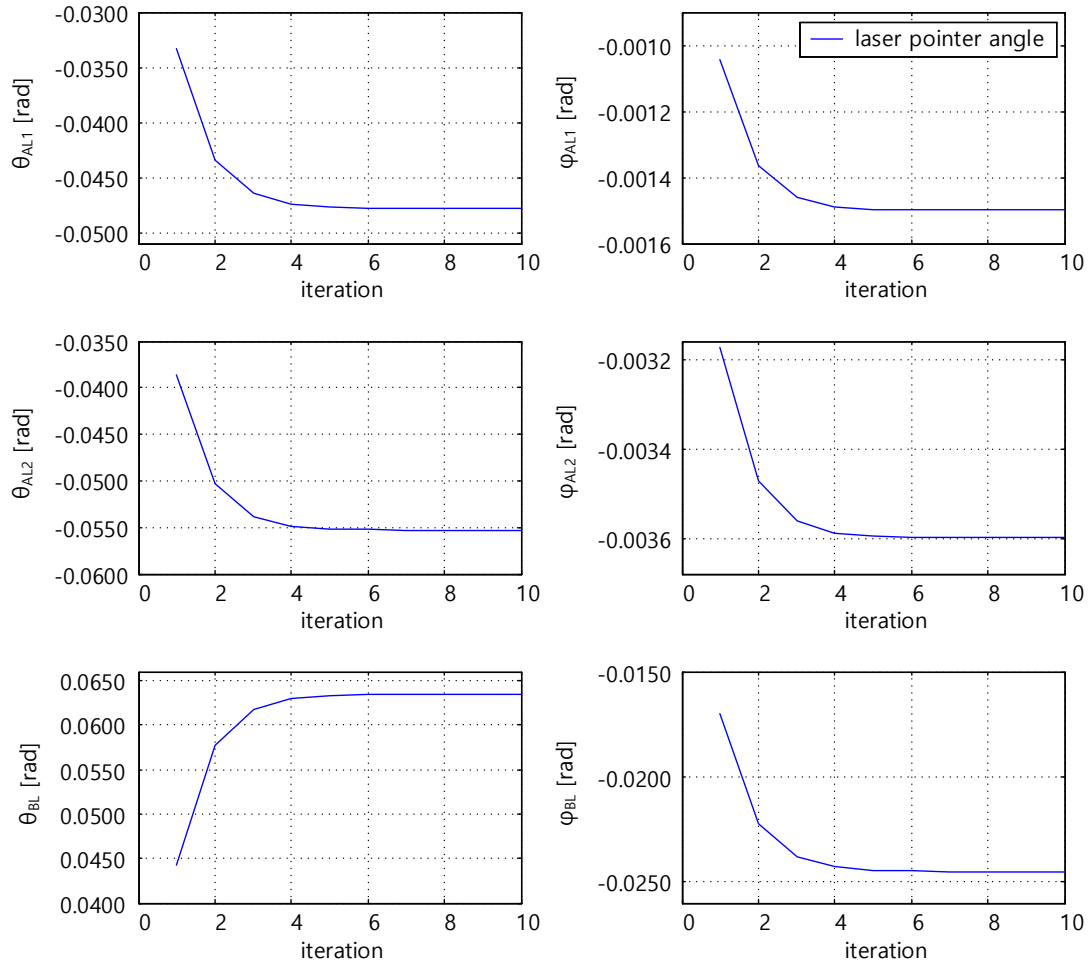 -0.0300
-0.0350
-0.0400
-0.0450
-0.0500
θAL1 [rad]
0 2 4 6 8 10
iteration
laser pointer angle
-0.0010
-0.0012
-0.0014
-0.0016
φAL1 [rad]
0 2 4 6 8 10
iteration
-0.0350
-0.0400
-0.0450
-0.0500
-0.0550
-0.0600
θAL2 [rad]
0 2 4 6 8 10
iteration
-0.0032
-0.0034
-0.0036
φAL2 [rad]
0 2 4 6 8 10
iteration
0.0650
0.0600
0.0550
0.0500
0.0450
0.0400
θBL [rad]
0 2 4 6 8 10
iteration
-0.0150
-0.0200
-0.0250
φBL [rad]
0 2 4 6 8 10
iteration